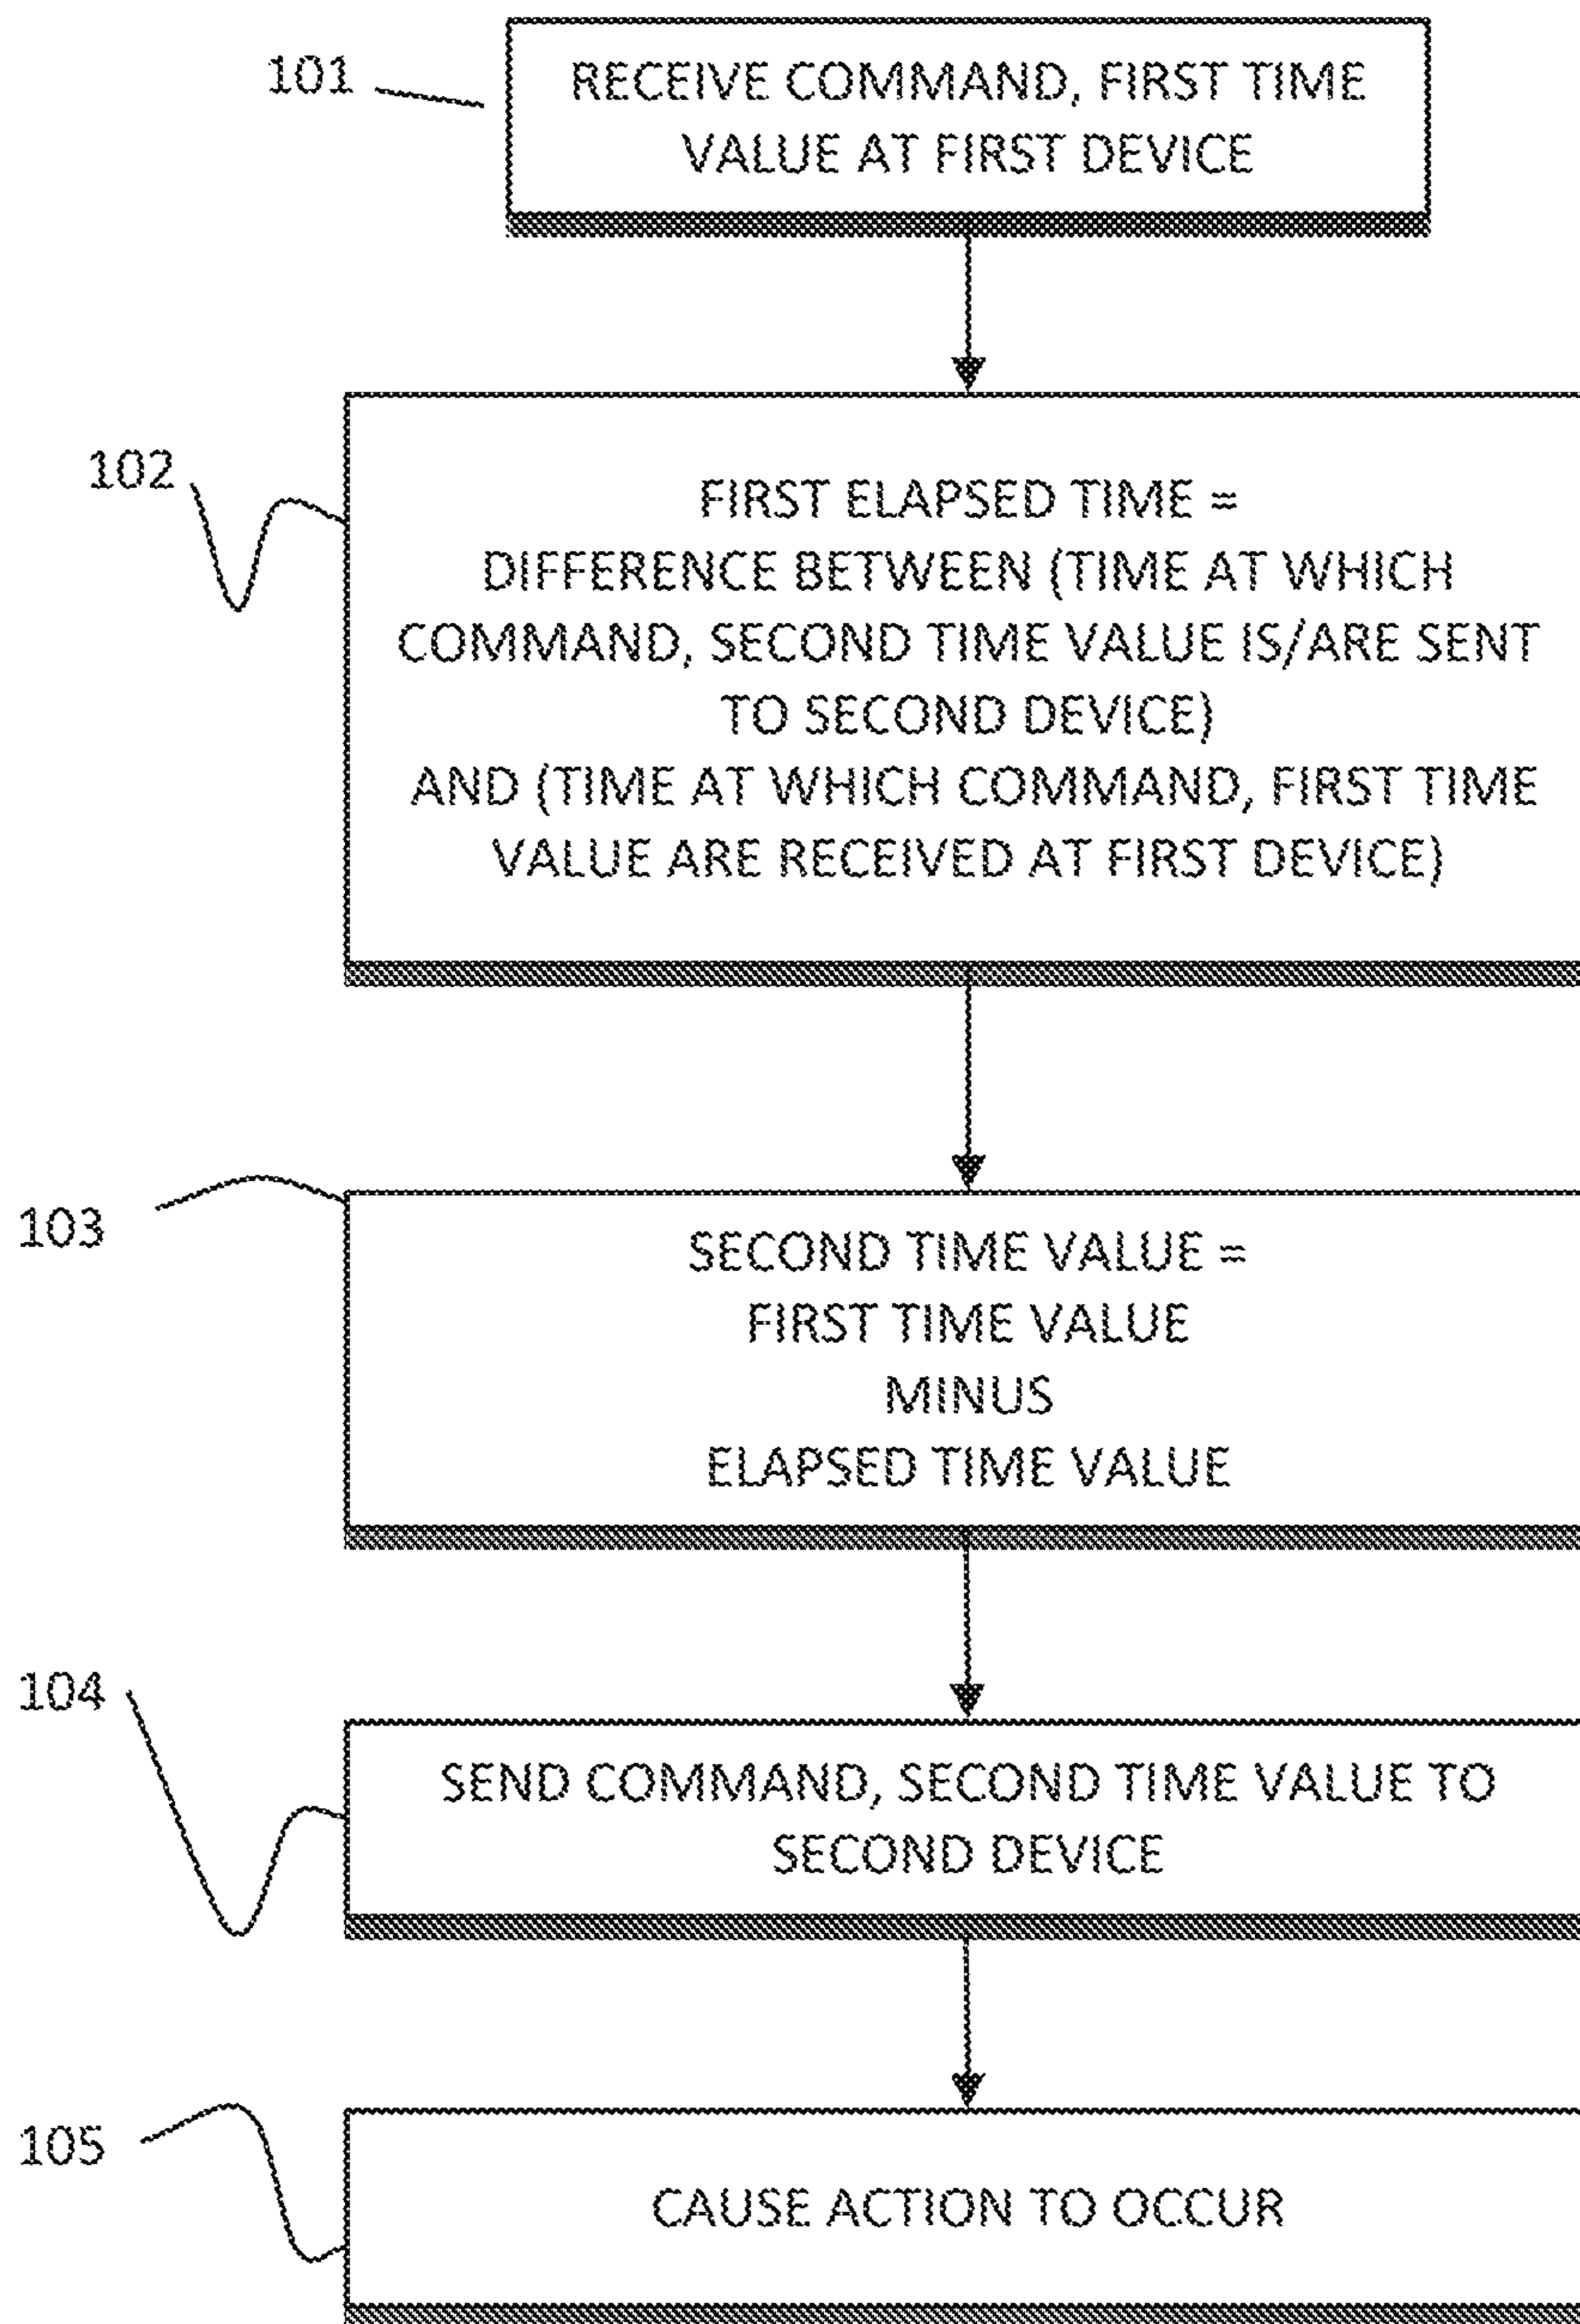 101
RECEIVE COMMAND, FIRST TIME
VALUE AT FIRST DEVICE
102
FIRST ELAPSED TIME =
DIFFERENCE BETWEEN (TIME AT WHICH
COMMAND, SECOND TIME VALUE IS/ARE SENT
TO SECOND DEVICE)
AND (TIME AT WHICH COMMAND, FIRST TIME
VALUE ARE RECEIVED AT FIRST DEVICE)
103
SECOND TIME VALUE =
FIRST TIME VALUE
MINUS
ELAPSED TIME VALUE
104
SEND COMMAND, SECOND TIME VALUE TO
SECOND DEVICE
105
CAUSE ACTION TO OCCUR